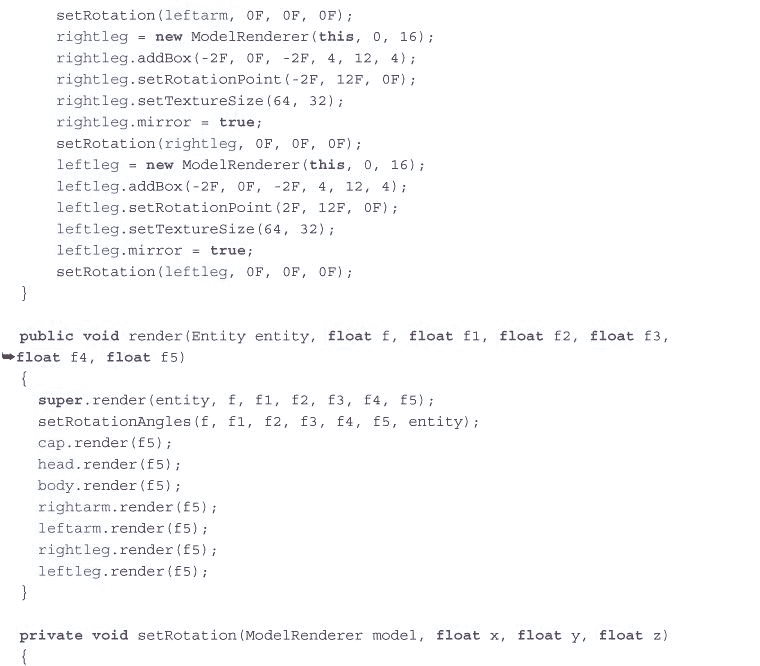 setRotation(leftarm, 0F, 0F, 0F);
rightleg = new ModelRenderer(this, 0, 16);
rightleg.addBox(-2F, 0F, -2F, 4, 12, 4);
rightleg.setRotationPoint(-2F, 12F, 0F);
rightleg.setTextureSize(64, 32);
rightleg.mirror = true;
setRotation(rightleg, 0F, 0F, 0F);
leftleg = new ModelRenderer(this, 0, 16);
leftleg.addBox(-2F, 0F, -2F, 4, 12, 4);
leftleg.setRotationPoint(2F, 12F, 0F);
leftleg.setTextureSize(64, 32);
leftleg.mirror = true;
setRotation(leftleg, 0F, 0F, 0F);
}
public void render(Entity entity, float f, float f1, float f2, float f3,
➥float f4, float f5)
{
super.render(entity, f, f1, f2, f3, f4, f5);
setRotationAngles(f, f1, f2, f3, f4, f5, entity);
cap.render(f5);
head.render(f5);
body.render(f5);
rightarm.render(f5);
leftarm.render(f5);
rightleg.render(f5);
leftleg.render(f5);
}
private void setRotation(ModelRenderer model, float x, float y, float z)
{